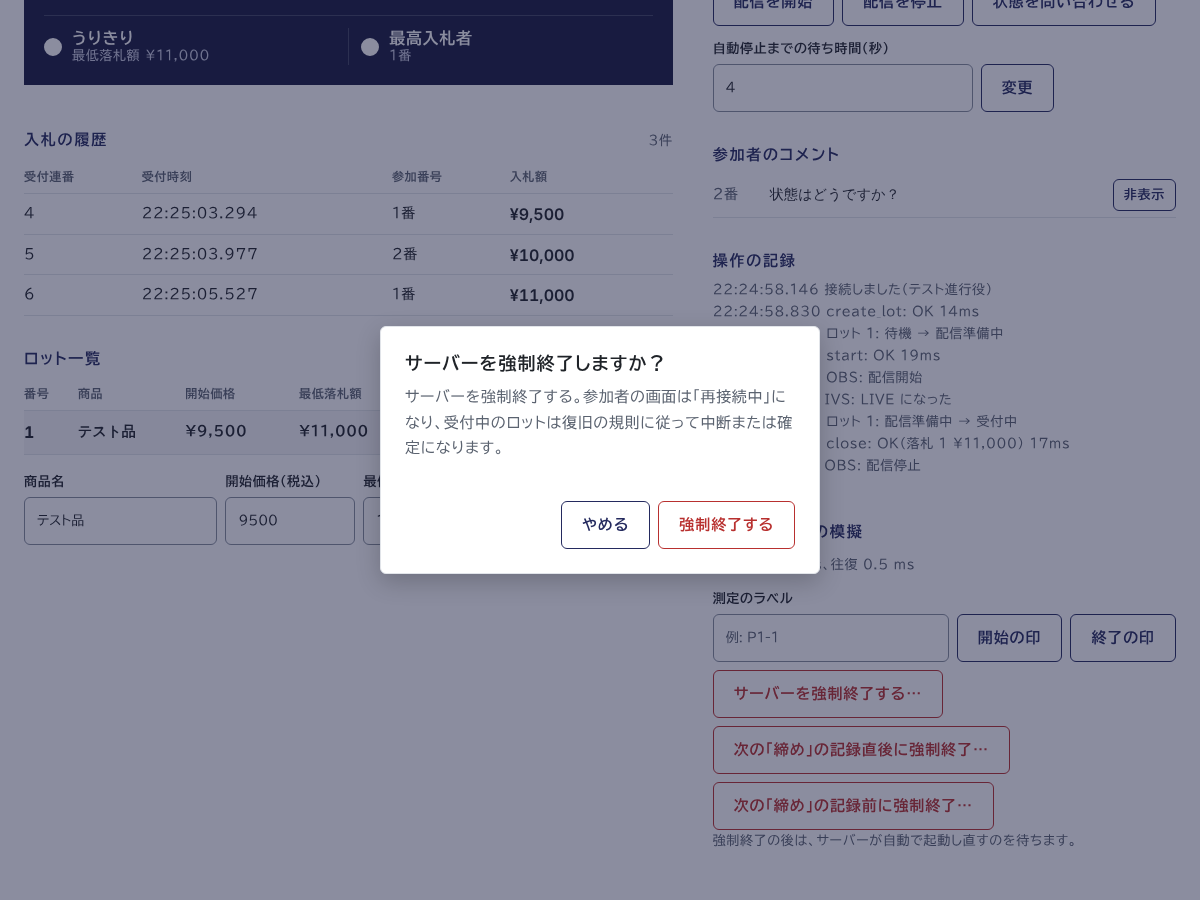 うりきり
最低落札額 ¥11,000
最高入札者
1番
入札の履歴
3件
受付連番 受付時刻 参加番号 入札額
4 22:25:03.294 1番 ¥9,500
5 22:25:03.977 2番 ¥10,000
6 22:25:05.527 1番 ¥11,000
ロット一覧
番号 商品 開始価格 最低落札額
1 テスト品 ¥9,500 ¥11,000
商品名 開始価格(税込)
テスト品 9500
サーバーを強制終了しますか？
サーバーを強制終了する。参加者の画面は「再接続中」に
なり、受付中のロットは復旧の規則に従って中断または確
定になります。
やめる 強制終了する
配信を開始 配信を停止 状態を問い合わせる
自動停止までの待ち時間(秒)
4 変更
参加者のコメント
2番 状態はどうですか？ 非表示
操作の記録
22:24:58.146 接続しました(テスト進行役)
22:24:58.830 create_lot: OK 14ms
ロット 1: 待機 → 配信準備中
start: OK 19ms
OBS: 配信開始
IVS: LIVE になった
ロット 1: 配信準備中 → 受付中
close: OK(落札 1 ¥11,000) 17ms
OBS: 配信停止
の模擬
、往復 0.5 ms
測定のラベル
例: P1-1 開始の印 終了の印
サーバーを強制終了する…
次の「締め」の記録直後に強制終了…
次の「締め」の記録前に強制終了…
強制終了の後は、サーバーが自動で起動し直すのを待ちます。